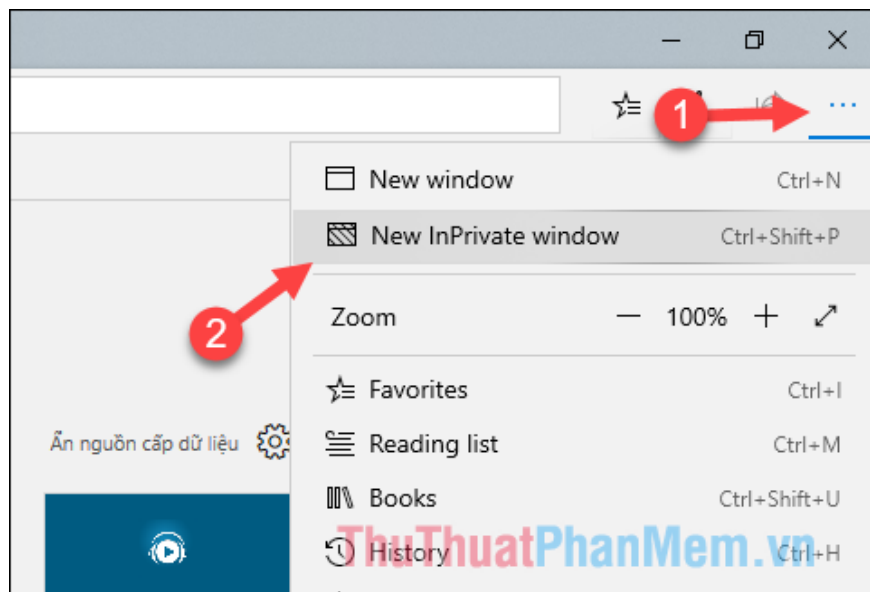 1
...
New window Ctrl+N
New InPrivate window Ctrl+Shift+P
2
Zoom 100%
Favorites Ctrl+I
Ẩn nguồn cấp dữ liệu
Reading list Ctrl+M
Books Ctrl+Shift+U
History Ctrl+H
ThuThuatPhanMem.vn